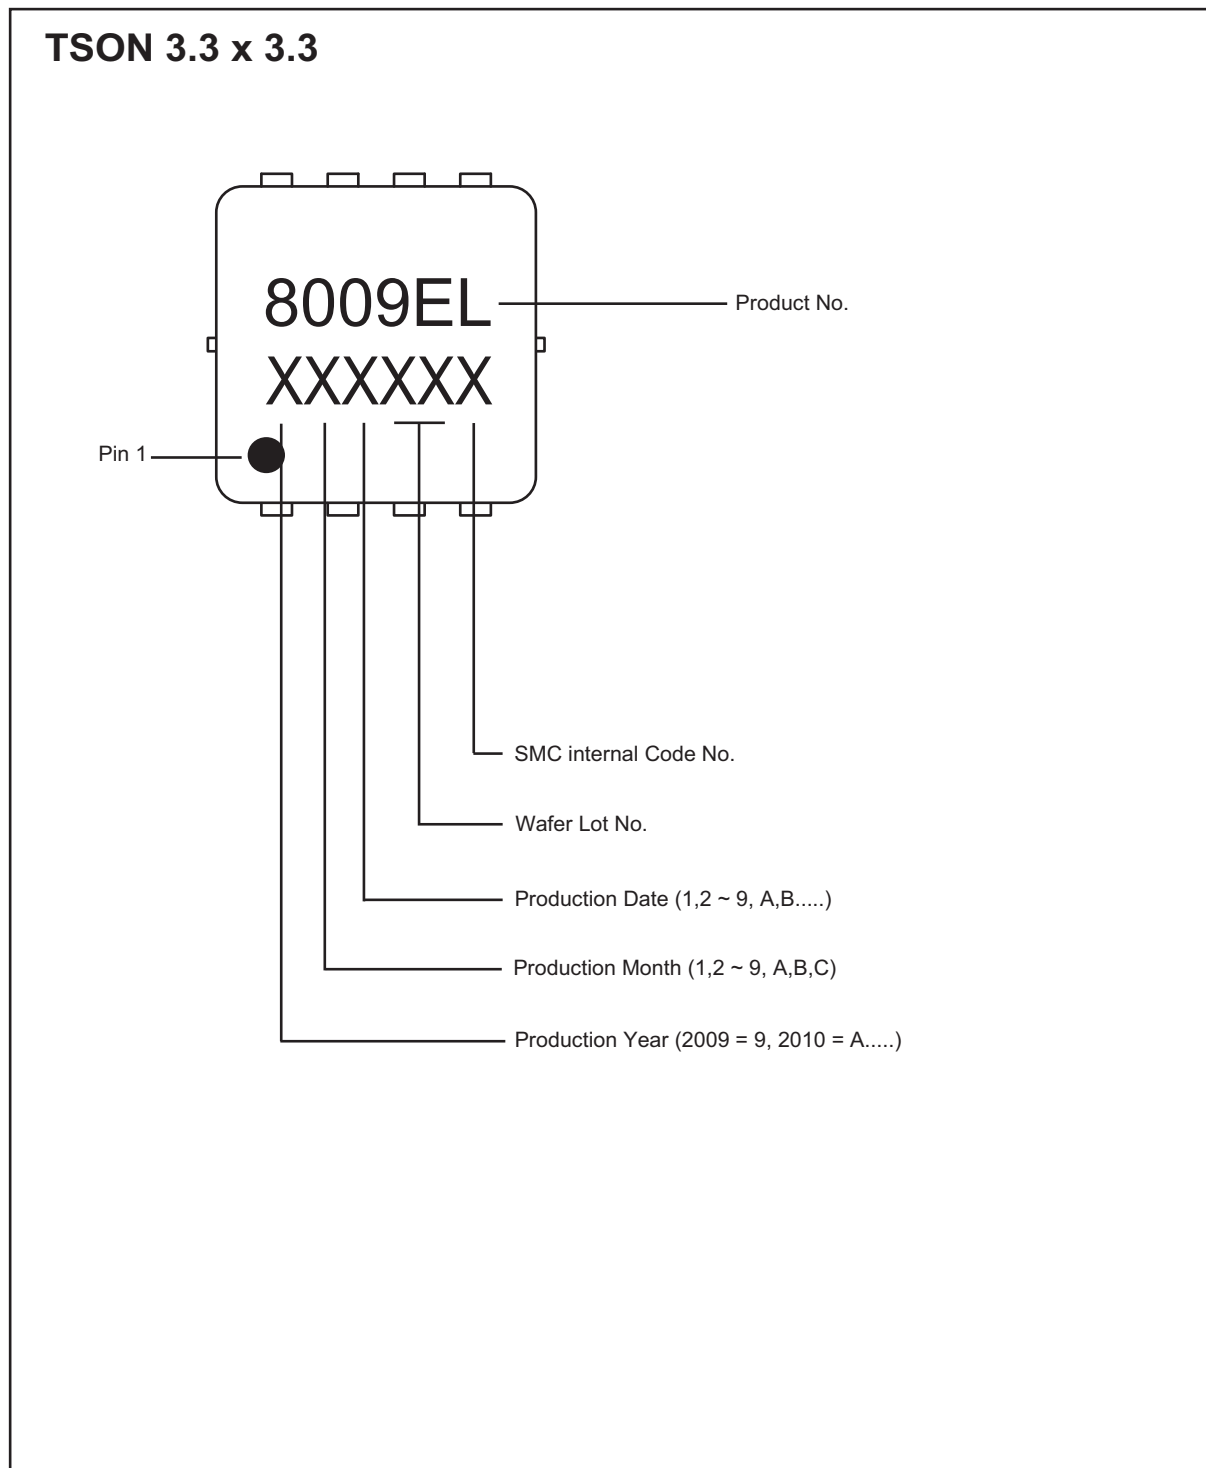 TSON 3.3 x 3.3
8009EL
Product No.
XXXXXX
Pin 1
SMC internal Code No.
Wafer Lot No.
Production Date (1,2 ~ 9, A,B.....)
Production Month (1,2 ~ 9, A,B,C)
Production Year (2009 = 9, 2010 = A.....)